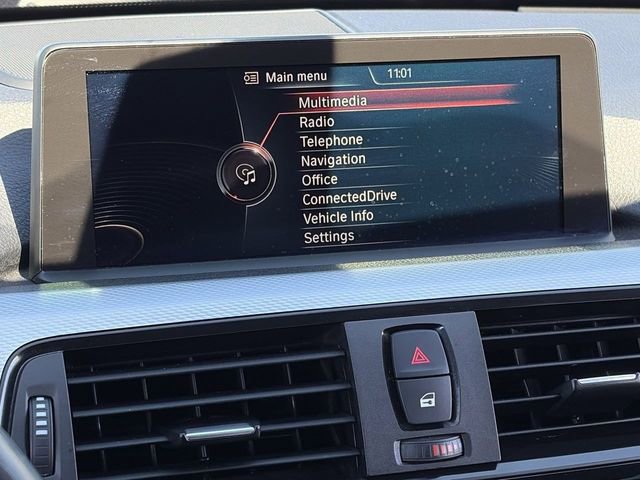 Main menu 11:01
Multimedia
Radio
Telephone
Navigation
Office
ConnectedDrive
Vehicle Info
Settings